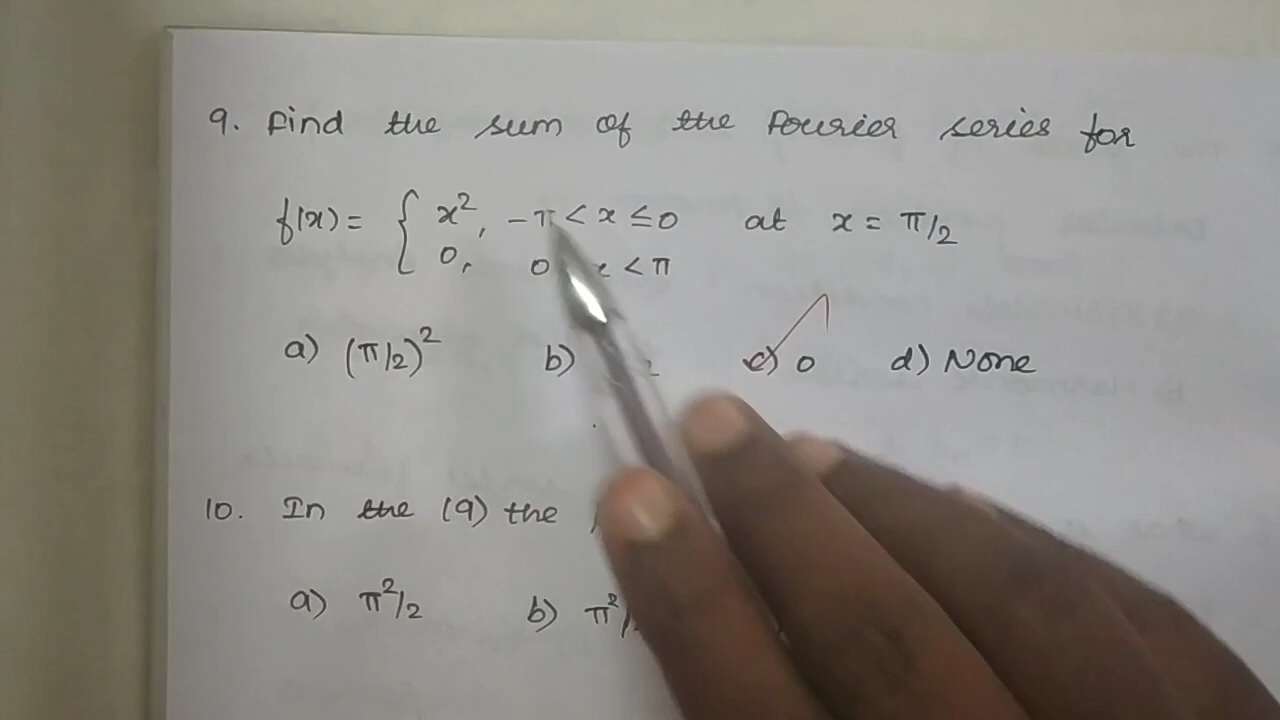 9. Find the sum of the Fourier series for
f(x) = { x², -π < x ≤ 0 at x = π/2
0, 0 x < π
a) (π/2)² b) 2 c) 0 d) None
10. In the (9) the
a) π²/2 b) π²/